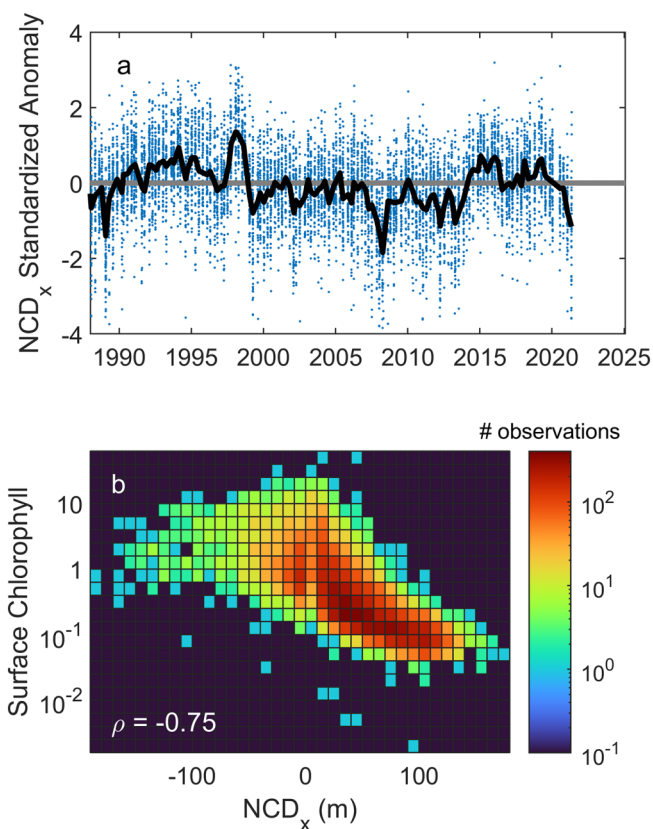 4
2
0
-2
-4
NCDx Standardized Anomaly
a
1990 1995 2000 2005 2010 2015 2020 2025
# observations
b
10
1
10-1
10-2
Surface Chlorophyll
ρ = -0.75
-100 0 100
NCDx (m)
102
101
100
10-1